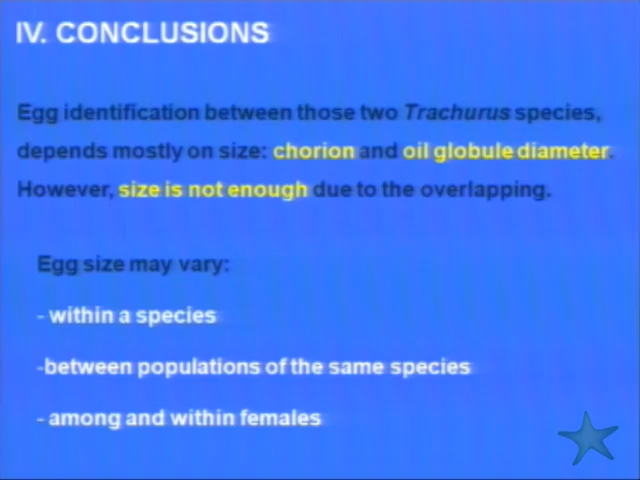 IV. CONCLUSIONS
Egg identification between those two Trachurus species,
depends mostly on size: chorion and oil globule diameter.
However, size is not enough due to the overlapping.
Egg size may vary:
- within a species
-between populations of the same species
- among and within females